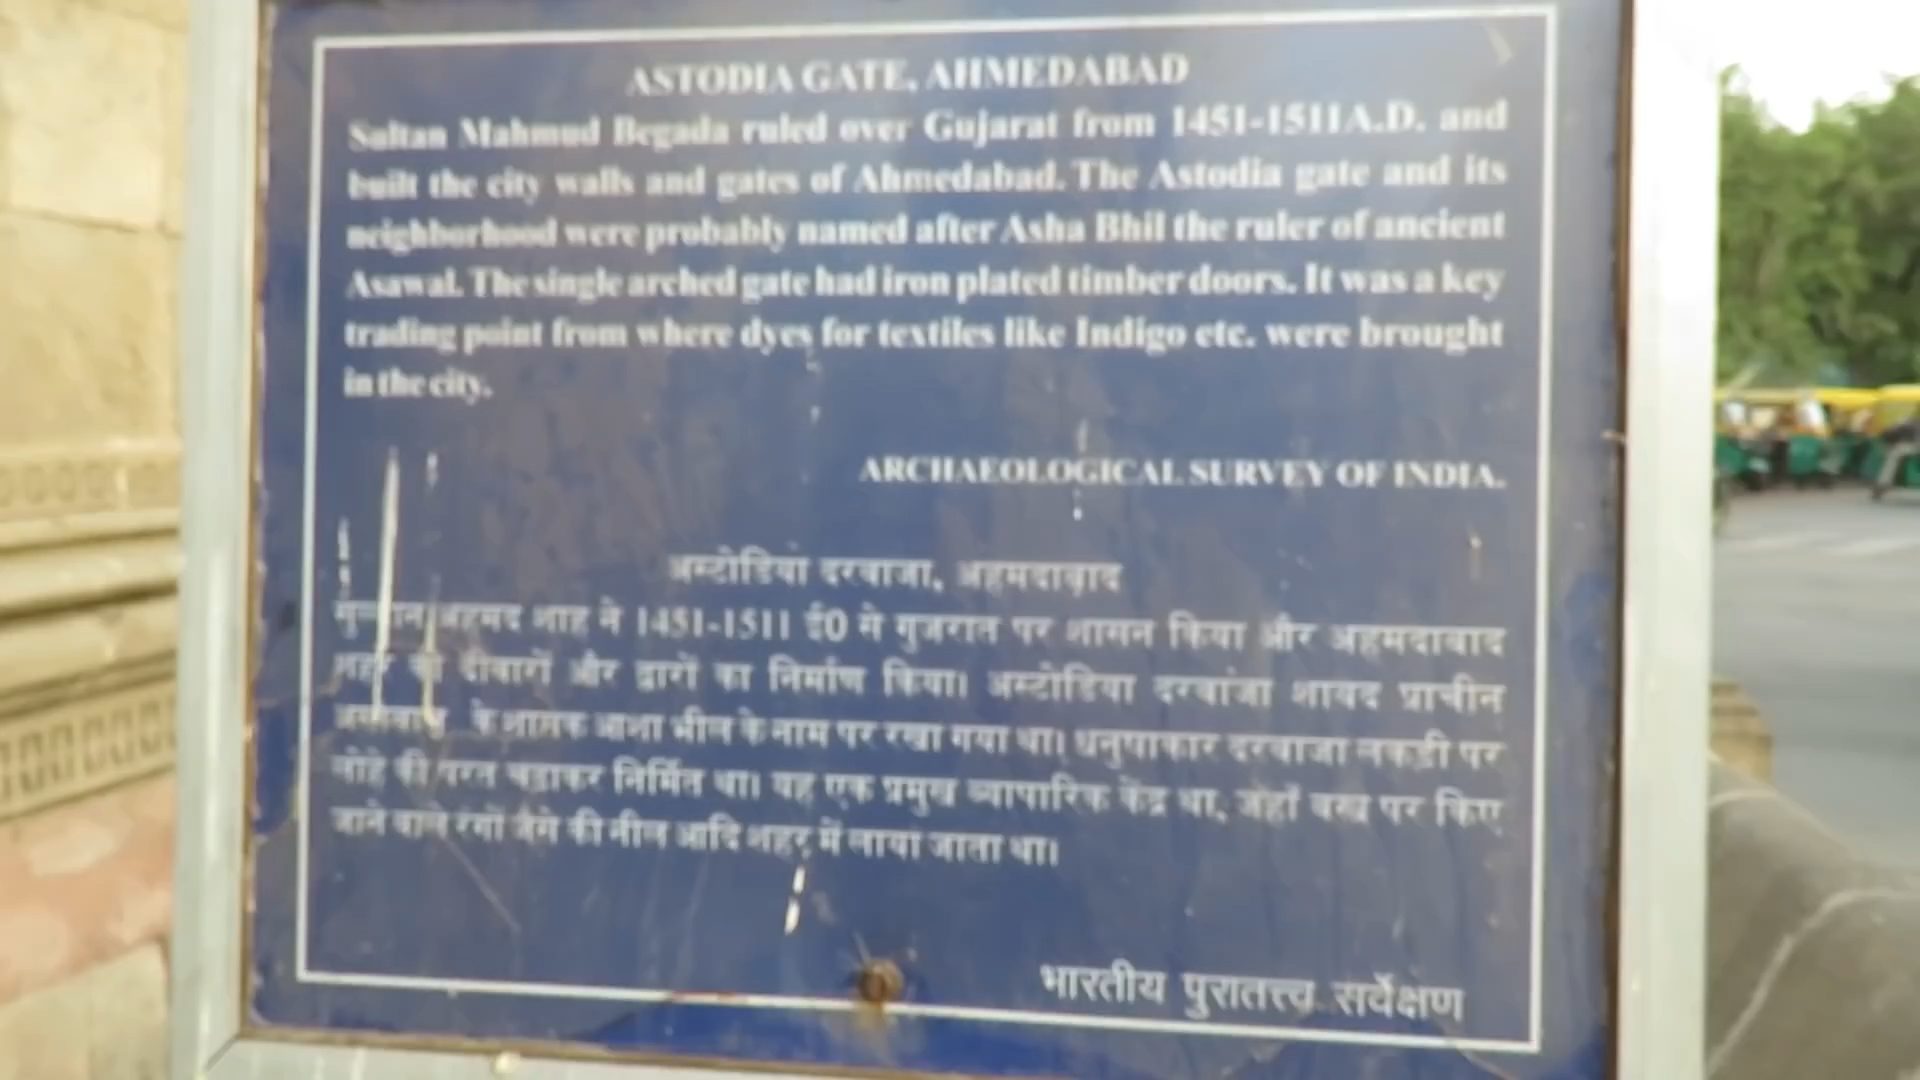 ASTODIA GATE, AHMEDABAD
Sultan Mahmud Begada ruled over Gujarat from 1451-1511A.D. and
built the city walls and gates of Ahmedabad. The Astodia gate and its
neighborhood were probably named after Asha Bhil the ruler of ancient
Asawal. The single arched gate had iron plated timber doors. It was a key
trading point from where dyes for textiles like Indigo etc. were brought
in the city.
ARCHAEOLOGICAL SURVEY OF INDIA.
अस्टोडिया दरवाजा, अहमदाबाद
अहमद शाह ने 1451-1511 ई0 मे गुजरात पर शासन किया और अहमदाबाद
शहर की दीवारों और द्वारों का निर्माण किया। अस्टोडिया दरवाजा शायद प्राचीन
के शासक आशा भील के नाम पर रखा गया था। धनुषाकार दरवाजा लकड़ी पर
लोहे की परत चढ़ाकर निर्मित था। यह एक प्रमुख व्यापारिक केंद्र था, जहाँ वस्त्र पर किए
जाने वाले रंगों जैसे की नील आदि शहर में लाया जाता था।
भारतीय पुरातत्त्व सर्वेक्षण